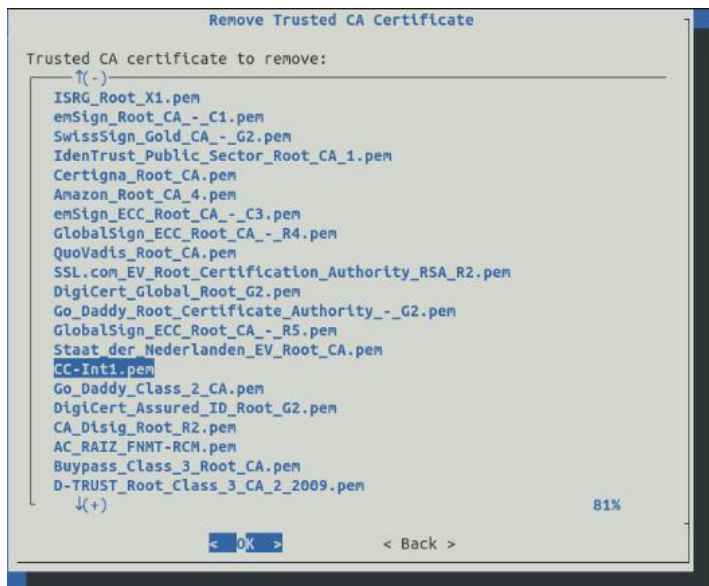 Remove Trusted CA Certificate
Trusted CA certificate to remove:
↑(-)
ISRG_Root_X1.pem
emSign_Root_CA_-_C1.pem
SwissSign_Gold_CA_-_G2.pem
IdenTrust_Public_Sector_Root_CA_1.pem
Certigna_Root_CA.pem
Amazon_Root_CA_4.pem
emSign_ECC_Root_CA_-_C3.pem
GlobalSign_ECC_Root_CA_-_R4.pem
QuoVadis_Root_CA.pem
SSL.com_EV_Root_Certification_Authority_RSA_R2.pem
DigiCert_Global_Root_G2.pem
Go_Daddy_Root_Certificate_Authority_-_G2.pem
GlobalSign_ECC_Root_CA_-_R5.pem
Staat_der_Nederlanden_EV_Root_CA.pem
CC-Int1.pem
Go_Daddy_Class_2_CA.pem
DigiCert_Assured_ID_Root_G2.pem
CA_Disig_Root_R2.pem
AC_RAIZ_FNMT-RCM.pem
Buypass_Class_3_Root_CA.pem
D-TRUST_Root_Class_3_CA_2_2009.pem
↓(+) 81%
< OK > < Back >